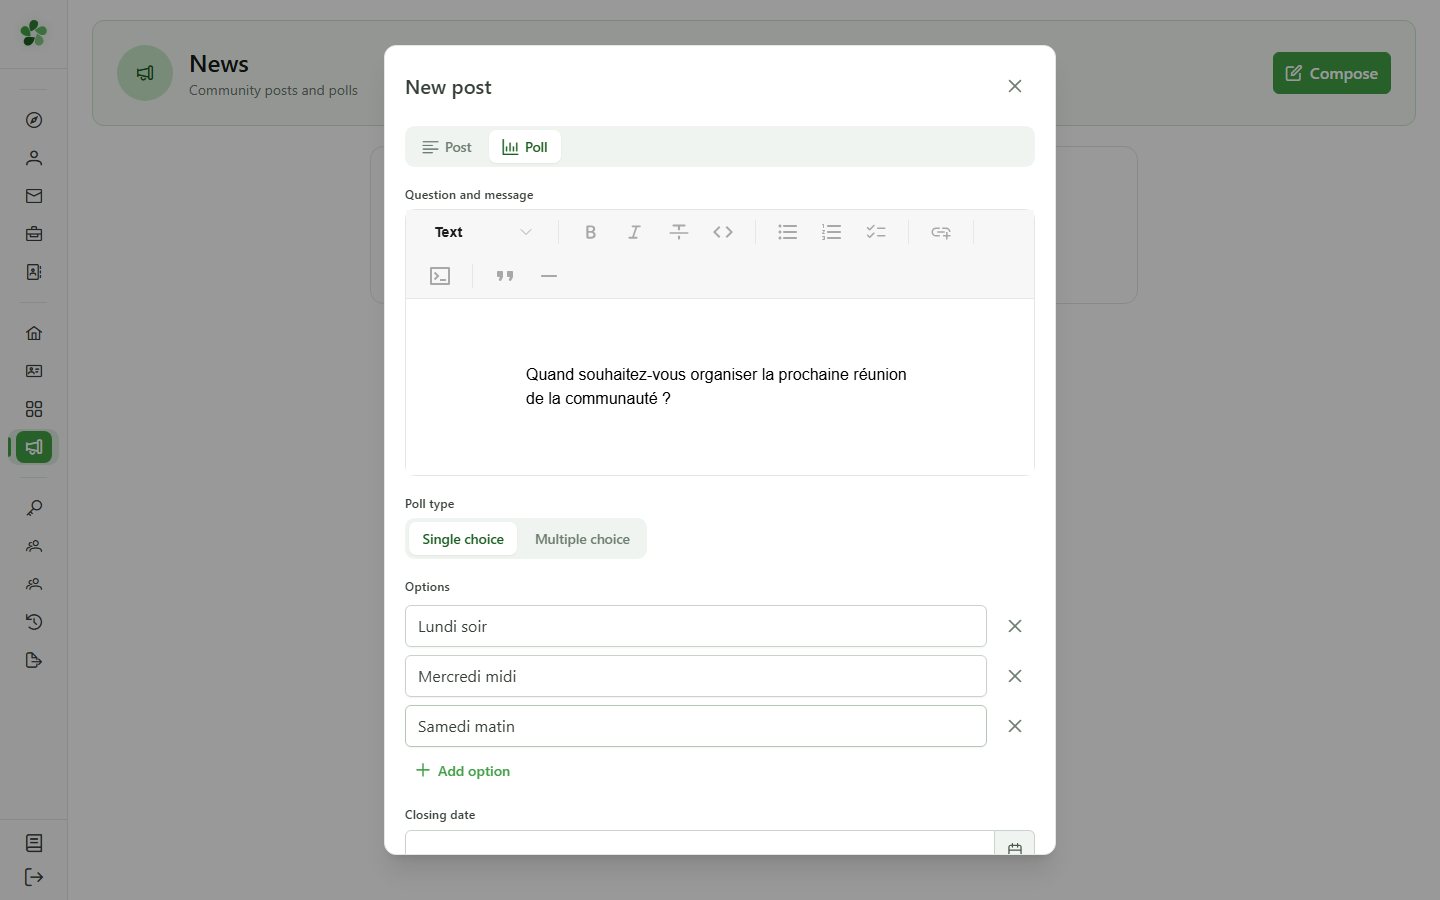 News
Community posts and polls
Compose
New post
Post
Poll
Question and message
Text
Quand souhaitez-vous organiser la prochaine réunion
de la communauté ?
Poll type
Single choice
Multiple choice
Options
Lundi soir
Mercredi midi
Samedi matin
Add option
Closing date